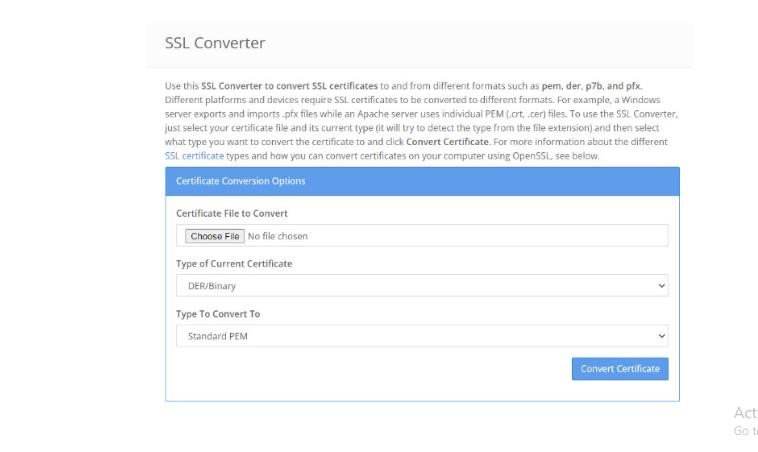 SSL Converter
Use this SSL Converter to convert SSL certificates to and from different formats such as pem, der, p7b, and pfx.
Different platforms and devices require SSL certificates to be converted to different formats. For example, a Windows
server exports and imports .pfx files while an Apache server uses individual PEM (.crt, .cer) files. To use the SSL Converter,
just select your certificate file and its current type (it will try to detect the type from the file extension) and then select
what type you want to convert the certificate to and click Convert Certificate. For more information about the different
SSL certificate types and how you can convert certificates on your computer using OpenSSL, see below.
Certificate Conversion Options
Certificate File to Convert
Choose File No file chosen
Type of Current Certificate
DER/Binary
Type To Convert To
Standard PEM
Convert Certificate
Act
Go t